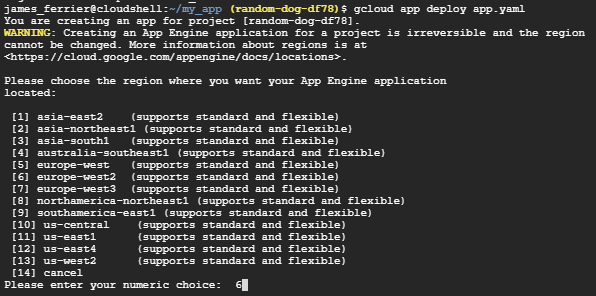 james_ferrier@cloudshell:~/my_app (random-dog-df78)$ gcloud app deploy app.yaml
You are creating an app for project [random-dog-df78].
WARNING: Creating an App Engine application for a project is irreversible and the region
cannot be changed. More information about regions is at
<https://cloud.google.com/appengine/docs/locations>.
Please choose the region where you want your App Engine application
located:
[1] asia-east2 (supports standard and flexible)
[2] asia-northeast1 (supports standard and flexible)
[3] asia-south1 (supports standard and flexible)
[4] australia-southeast1 (supports standard and flexible)
[5] europe-west (supports standard and flexible)
[6] europe-west2 (supports standard and flexible)
[7] europe-west3 (supports standard and flexible)
[8] northamerica-northeast1 (supports standard and flexible)
[9] southamerica-east1 (supports standard and flexible)
[10] us-central (supports standard and flexible)
[11] us-east1 (supports standard and flexible)
[12] us-east4 (supports standard and flexible)
[13] us-west2 (supports standard and flexible)
[14] cancel
Please enter your numeric choice: 6